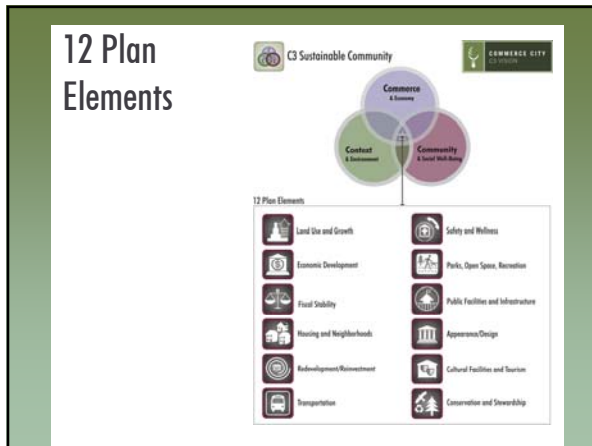 12 Plan
Elements
C3 Sustainable Community
COMMERCE CITY
C3 VISION
Commerce
& Economy
Context
& Environment
Community
& Social Well-Being
12 Plan Elements
Land Use and Growth
Economic Development
Fiscal Stability
Housing and Neighborhoods
Redevelopment/Reinvestment
Transportation
Safety and Wellness
Parks, Open Space, Recreation
Public Facilities and Infrastructure
Appearance/Design
Cultural Facilities and Tourism
Conservation and Stewardship